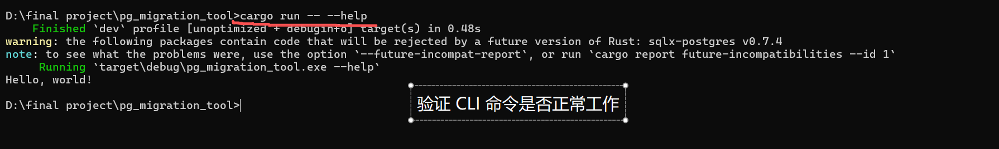 D:\final project\pg_migration_tool>cargo run -- --help
    Finished `dev` profile [unoptimized + debuginfo] target(s) in 0.48s
warning: the following packages contain code that will be rejected by a future version of Rust: sqlx-postgres v0.7.4
note: to see what the problems were, use the option `--future-incompat-report`, or run `cargo report future-incompatibilities --id 1`
     Running `target\debug\pg_migration_tool.exe --help`
Hello, world!
验证 CLI 命令是否正常工作
D:\final project\pg_migration_tool>